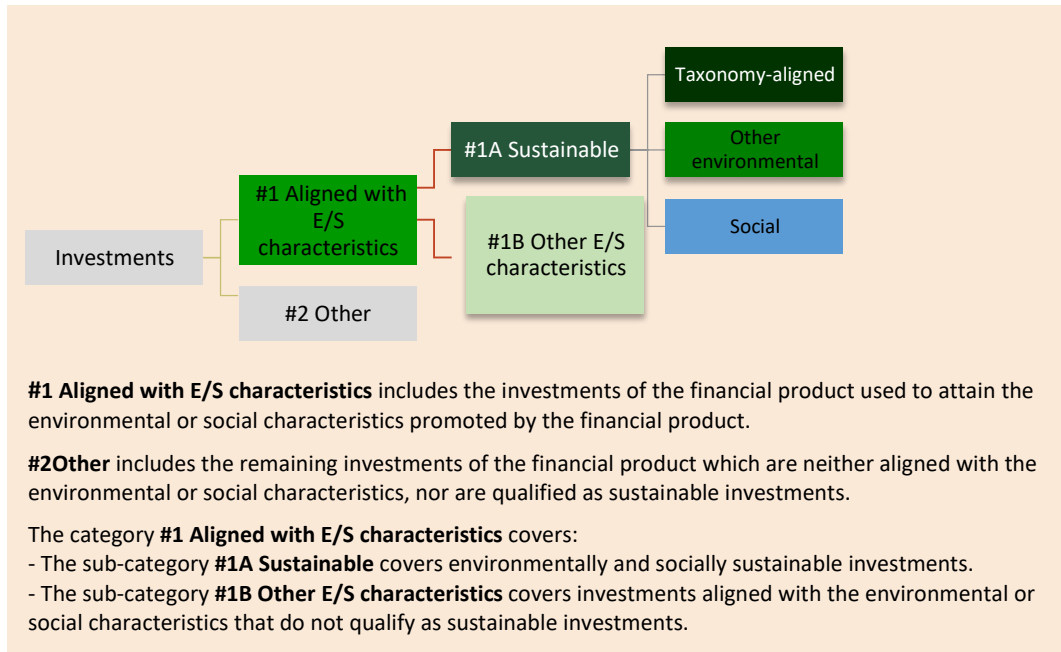 Taxonomy-aligned
#1A Sustainable
Other
environmental
#1 Aligned with
E/S
characteristics
Social
#1B Other E/S
characteristics
Investments
#2 Other
#1 Aligned with E/S characteristics includes the investments of the financial product used to attain the
environmental or social characteristics promoted by the financial product.
#2Other includes the remaining investments of the financial product which are neither aligned with the
environmental or social characteristics, nor are qualified as sustainable investments.
The category #1 Aligned with E/S characteristics covers:
- The sub-category #1A Sustainable covers environmentally and socially sustainable investments.
- The sub-category #1B Other E/S characteristics covers investments aligned with the environmental or
social characteristics that do not qualify as sustainable investments.